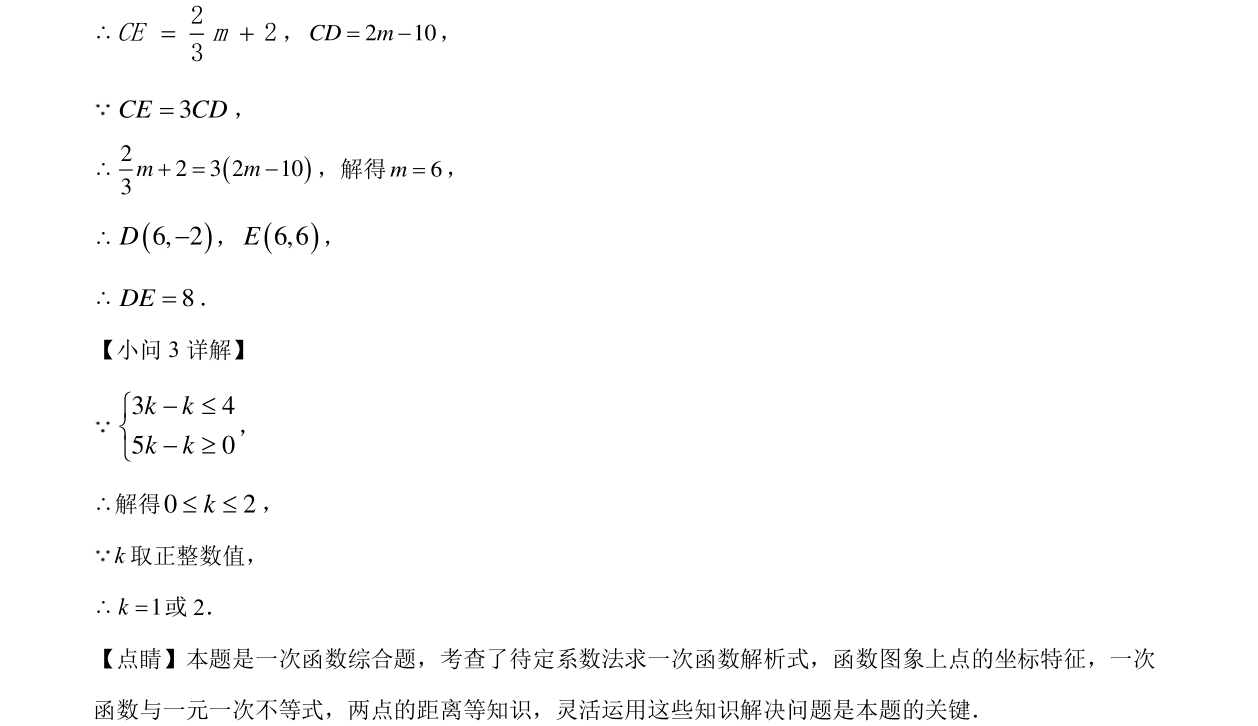 ∴ CE = 2/3 m + 2，CD = 2m − 10，
∵ CE = 3CD，
∴ 2/3 m + 2 = 3(2m − 10)，解得 m = 6，
∴ D(6,−2)，E(6,6)，
∴ DE = 8．
【小问 3 详解】
∵ {3k − k ≤ 4
5k − k ≥ 0，
∴解得 0 ≤ k ≤ 2，
∵ k 取正整数值，
∴ k = 1或 2．
【点睛】本题是一次函数综合题，考查了待定系数法求一次函数解析式，函数图象上点的坐标特征，一次
函数与一元一次不等式，两点的距离等知识，灵活运用这些知识解决问题是本题的关键．